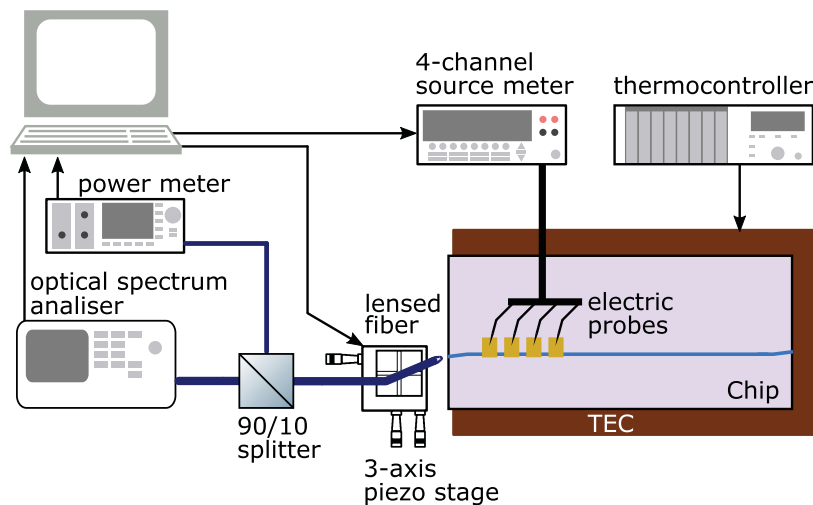 4-channel
source meter
thermocontroller
power meter
optical spectrum
analiser
lensed
fiber
electric
probes
Chip
TEC
90/10
splitter
3-axis
piezo stage